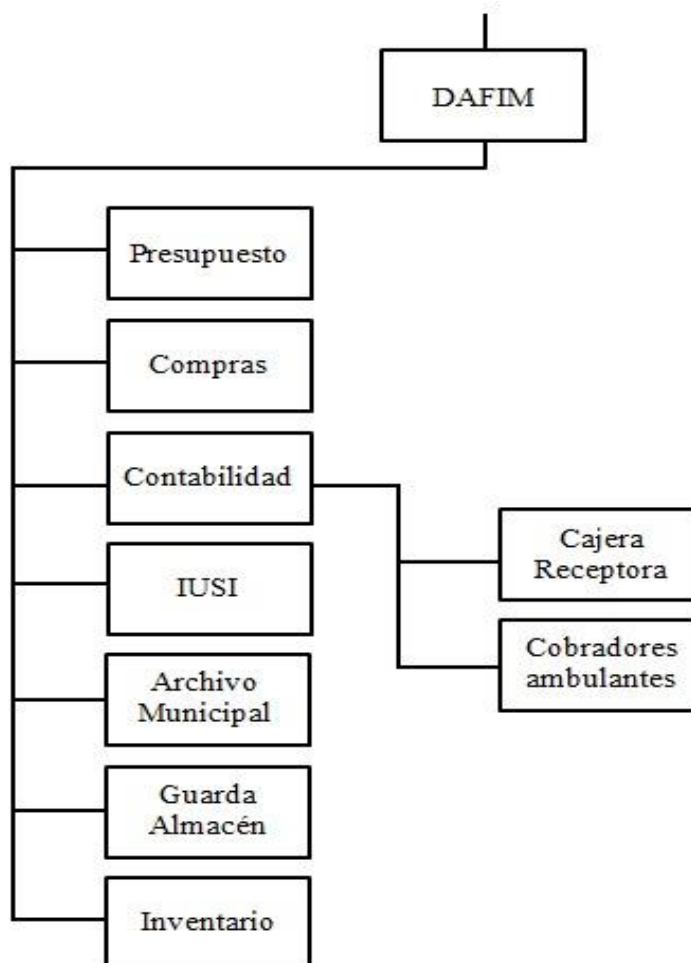 DAFIM
Presupuesto
Compras
Contabilidad
Cajera
Receptora
IUSI
Cobradores
ambulantes
Archivo
Municipal
Guarda
Almacén
Inventario